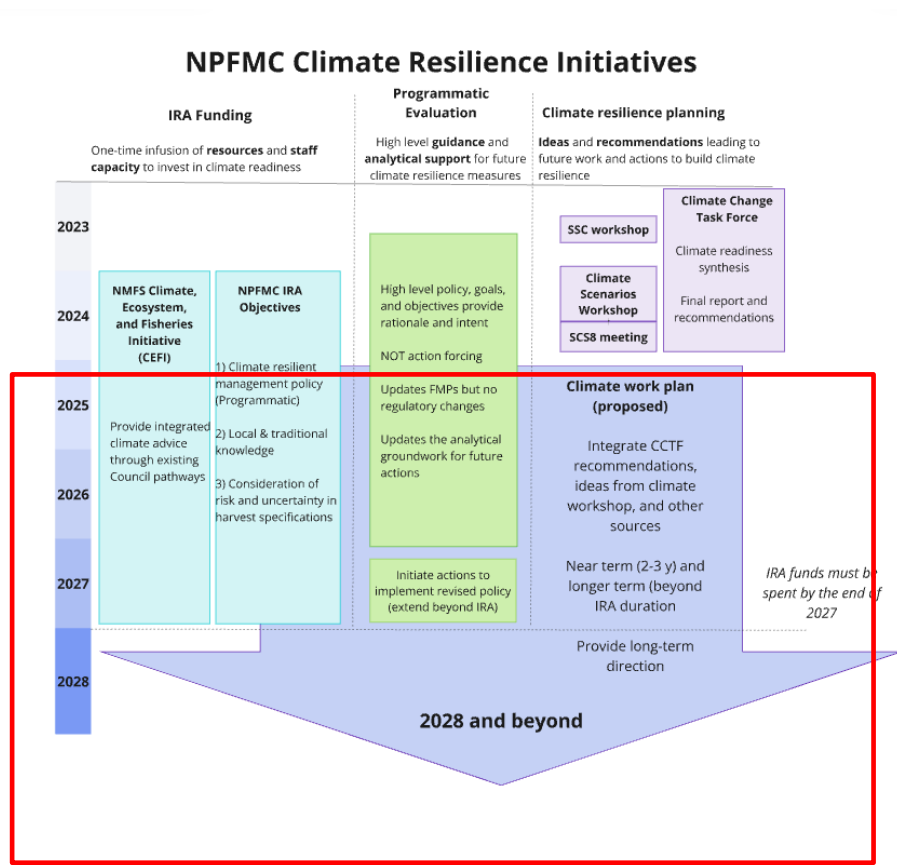 NPFMC Climate Resilience Initiatives
IRA Funding
One-time infusion of resources and staff
capacity to invest in climate readiness
Programmatic
Evaluation
High level guidance and
analytical support for future
climate resilience measures
Climate resilience planning
Ideas and recommendations leading to
future work and actions to build climate
resilience
2023
2024
2025
2026
2027
2028
NMFS Climate,
Ecosystem,
and Fisheries
Initiative
(CEFI)
Provide integrated
climate advice
through existing
Council pathways
NPFMC IRA
Objectives
1) Climate resilient
management policy
(Programmatic)
2) Local & traditional
knowledge
3) Consideration of
risk and uncertainty in
harvest specifications
High level policy, goals,
and objectives provide
rationale and intent
NOT action forcing
Updates FMPs but no
regulatory changes
Updates the analytical
groundwork for future
actions
Initiate actions to
implement revised policy
(extend beyond IRA)
SSC workshop
Climate
Scenarios
Workshop
SCS8 meeting
Climate Change
Task Force
Climate readiness
synthesis
Final report and
recommendations
Climate work plan
(proposed)
Integrate CCTF
recommendations,
ideas from climate
workshop, and other
sources
Near term (2-3 y) and
longer term (beyond
IRA duration
Provide long-term
direction
IRA funds must be
spent by the end of
2027
2028 and beyond